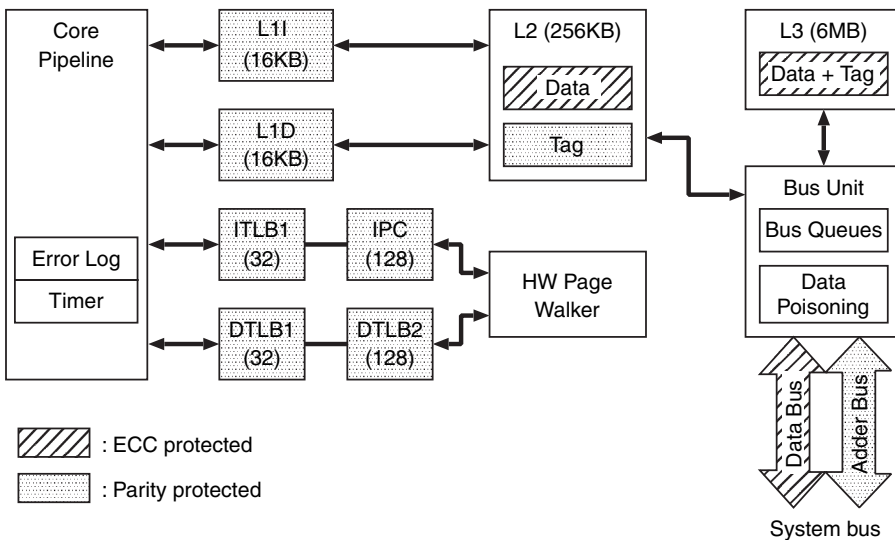 Core
Pipeline
L1I
(16KB)
L2 (256KB)
Data
Tag
L3 (6MB)
Data + Tag
L1D
(16KB)
Bus Unit
Bus Queues
Data
Poisoning
ITLB1
(32)
IPC
(128)
Error Log
Timer
HW Page
Walker
DTLB1
(32)
DTLB2
(128)
Data Bus
Adder Bus
: ECC protected
: Parity protected
System bus